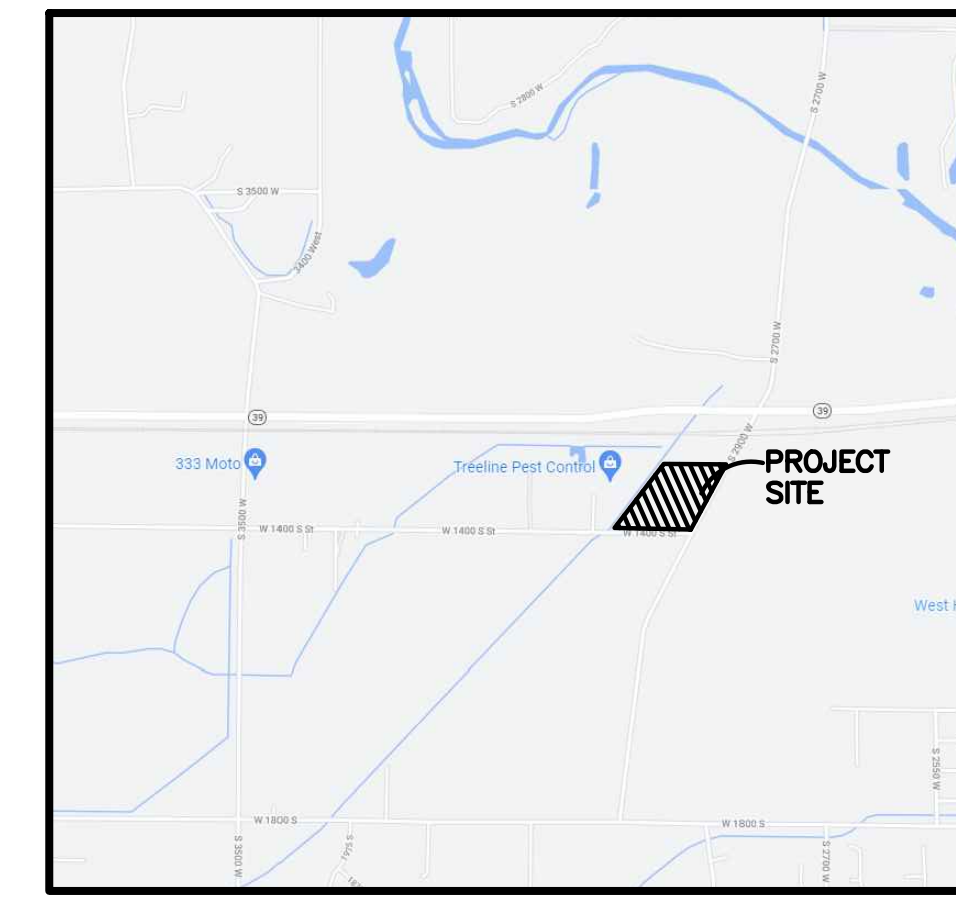 S 2800 W
S 2700 W
S 3500 W
3400 West
S 2700 W
39
39
S 2900 W
333 Moto
Treeline Pest Control
PROJECT
SITE
S 3500 W
W 1400 S St
W 1400 S St
W 1400 S St
West
W 1800 S
W 1800 S
S 2550 W
S 3500 W
1975 S
S 2700 W